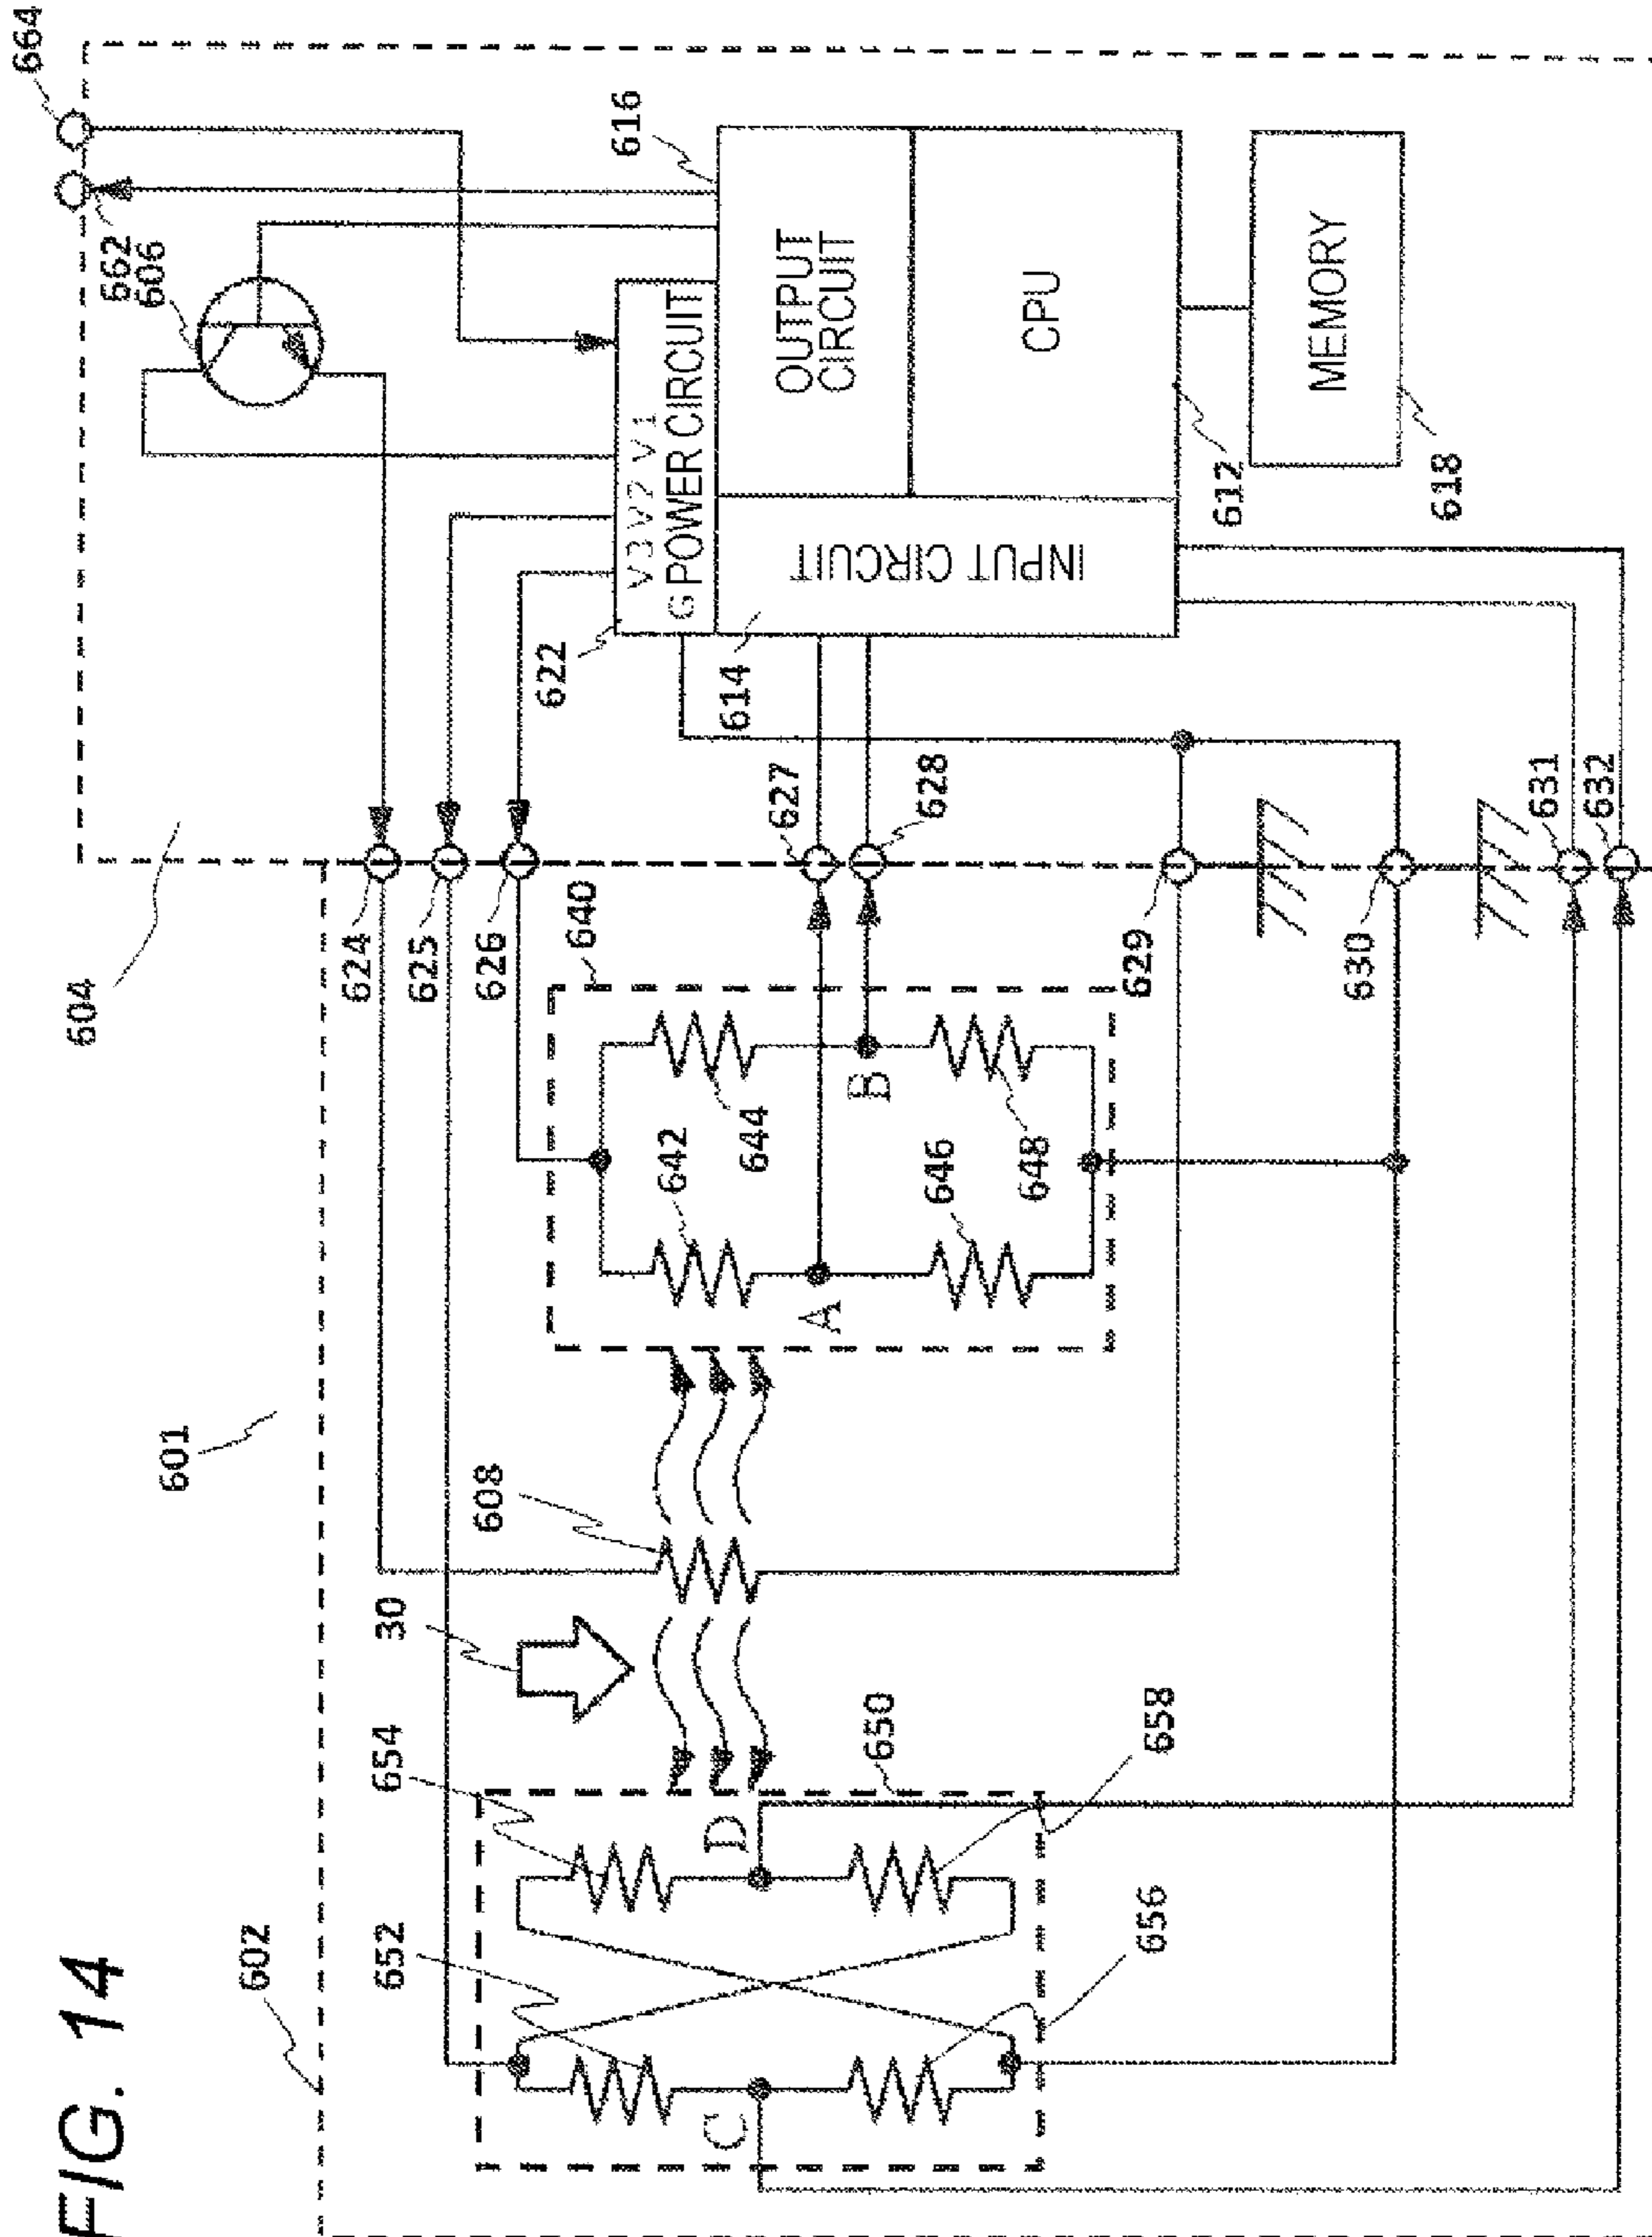 FIG. 14
602
601
604
664
662
606
616
OUTPUT
CIRCUIT
CPU
MEMORY
V3 V2 V1
G POWER CIRCUIT
INPUT CIRCUIT
622
614
612
618
624
625
626
627
628
629
630
631
632
640
642
644
646
648
A
B
608
30
650
652
654
656
658
C
D